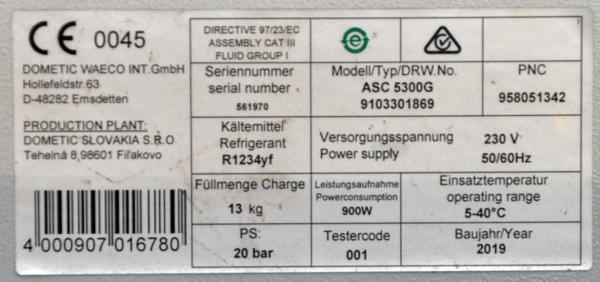 CE 0045
DOMETIC WAECO INT.GmbH
Hollefeldstr.63
D-48282 Emsdetten
PRODUCTION PLANT:
DOMETIC SLOVAKIA S.R.O
Tehelná 8,98601 Fiľakovo
4 000907 016780
DIRECTIVE 97/23/EC
ASSEMBLY CAT III
FLUID GROUP I
Seriennummer
serial number
561970
Modell/Typ/DRW.No.
ASC 5300G
9103301869
PNC
958051342
Kältemittel
Refrigerant
R1234yf
Versorgungsspannung
Power supply
230 V
50/60Hz
Füllmenge Charge
13 kg
Leistungsaufnahme
Powerconsumption
900W
Einsatztemperatur
operating range
5-40°C
PS:
20 bar
Testercode
001
Baujahr/Year
2019